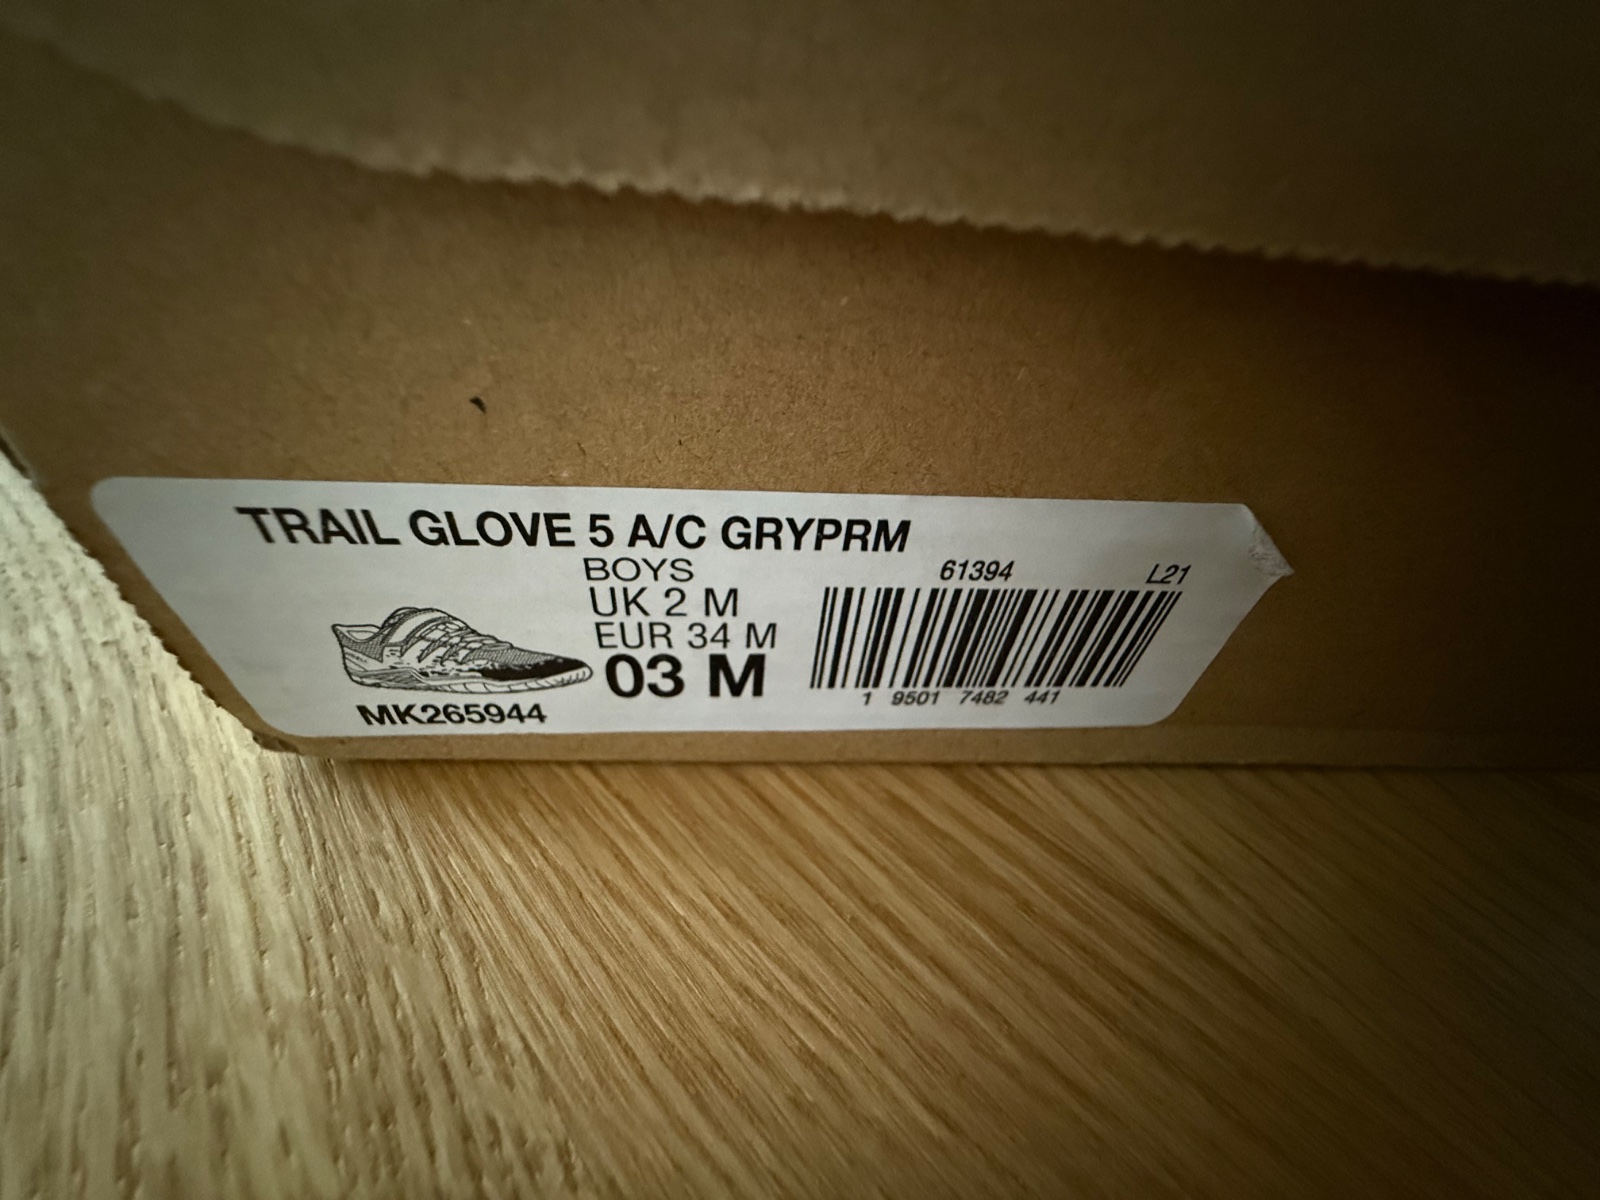 TRAIL GLOVE 5 A/C GRYPRM
BOYS
UK 2 M
EUR 34 M
03 M
MK265944
61394
L21
1 9501 7482 441